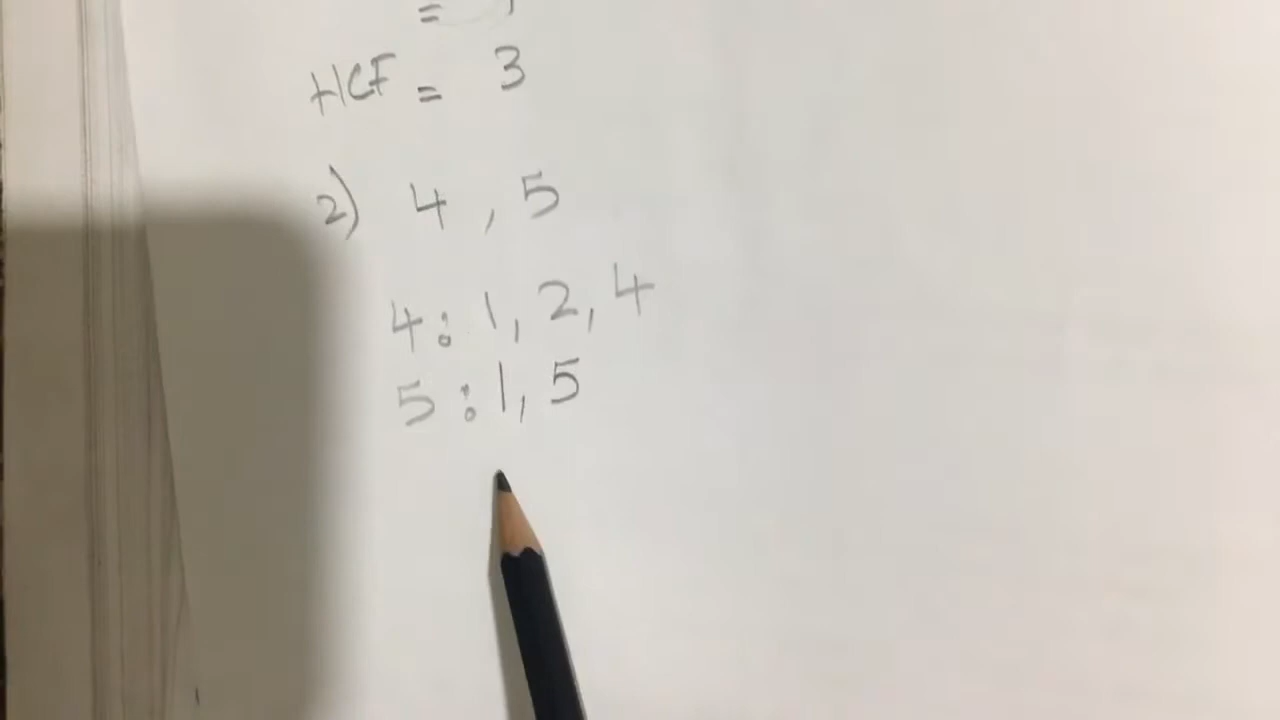 =
HCF = 3
2) 4 , 5
4 : 1, 2, 4
5 : 1, 5